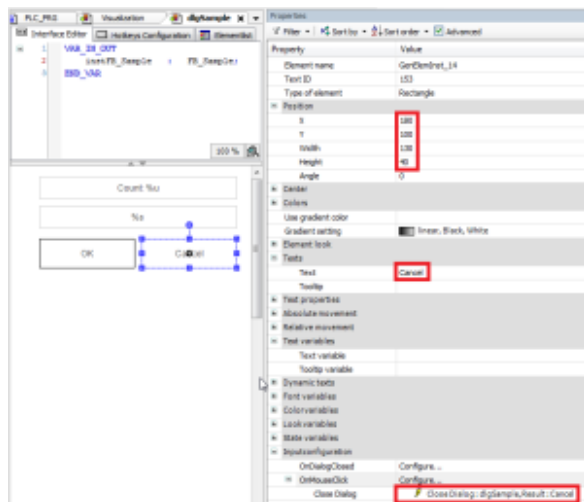 PLC_PRG Visualization dlgSample
Interface Editor Hotkeys Configuration Elementlist
1 VAR_IN_OUT
2 instFB_Sample : FB_Sample;
3 END_VAR
100 %
Count %u
%s
OK Cancel
Properties
Filter Sort by Sort order Advanced
Property Value
Element name GenElemInst_14
Text ID 153
Type of element Rectangle
Position
X 180
Y 100
Width 130
Height 40
Angle 0
Center
Colors
Use gradient color
Gradient setting linear, Black, White
Element look
Texts
Text Cancel
Tooltip
Text properties
Absolute movement
Relative movement
Text variables
Text variable
Tooltip variable
Dynamic texts
Font variables
Colorvariables
Look variables
State variables
Inputconfiguration
OnDialogClosed Configure...
OnMouseClick Configure...
Close Dialog CloseDialog: dlgSample,Result: Cancel